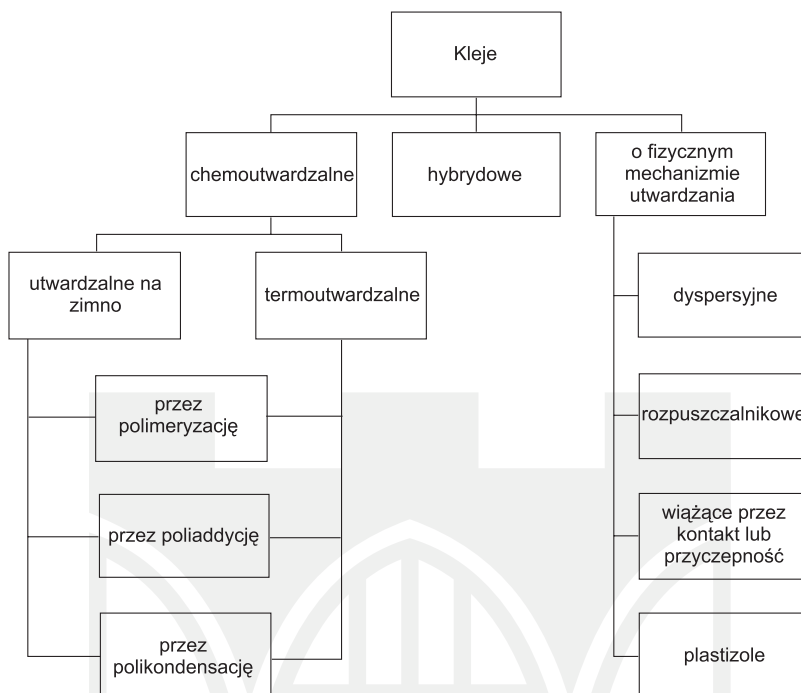 Kleje
chemoutwardzalne
hybrydowe
o fizycznym
mechanizmie
utwardzania
utwardzalne na
zimno
termoutwardzalne
dyspersyjne
przez
polimeryzację
rozpuszczalnikowe
przez poliaddycję
wiążące przez
kontakt lub
przyczepność
przez
polikondensację
plastizole